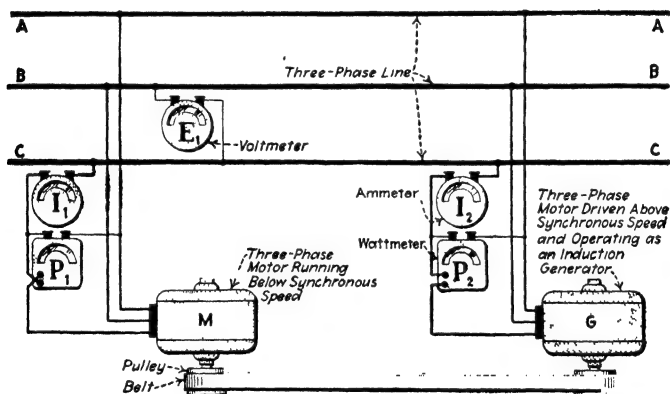 A A
B B
Three-Phase Line
E1
Voltmeter
C C
I1
Ammeter
I2
Three-Phase
Motor Driven Above
Synchronous Speed
and Operating as
an Induction
Generator
P1
Wattmeter
P2
Three-Phase
Motor Running
Below Synchronous
Speed
M
G
Pulley
Belt